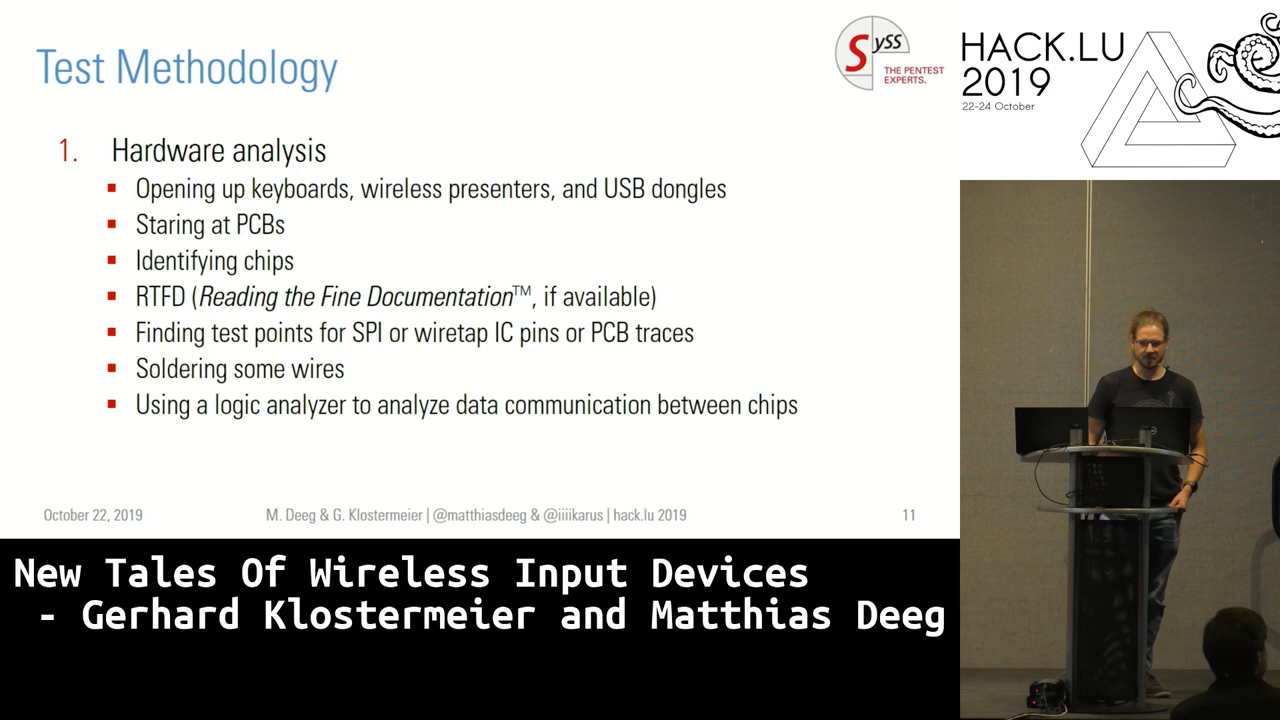 Test Methodology
SySS
THE PENTEST
EXPERTS.
HACK.LU
2019
22-24 October
1. Hardware analysis
▪ Opening up keyboards, wireless presenters, and USB dongles
▪ Staring at PCBs
▪ Identifying chips
▪ RTFD (Reading the Fine Documentation™, if available)
▪ Finding test points for SPI or wiretap IC pins or PCB traces
▪ Soldering some wires
▪ Using a logic analyzer to analyze data communication between chips
October 22, 2019
M. Deeg & G. Klostermeier | @matthiasdeeg & @iiiikarus | hack.lu 2019
11
New Tales Of Wireless Input Devices
- Gerhard Klostermeier and Matthias Deeg